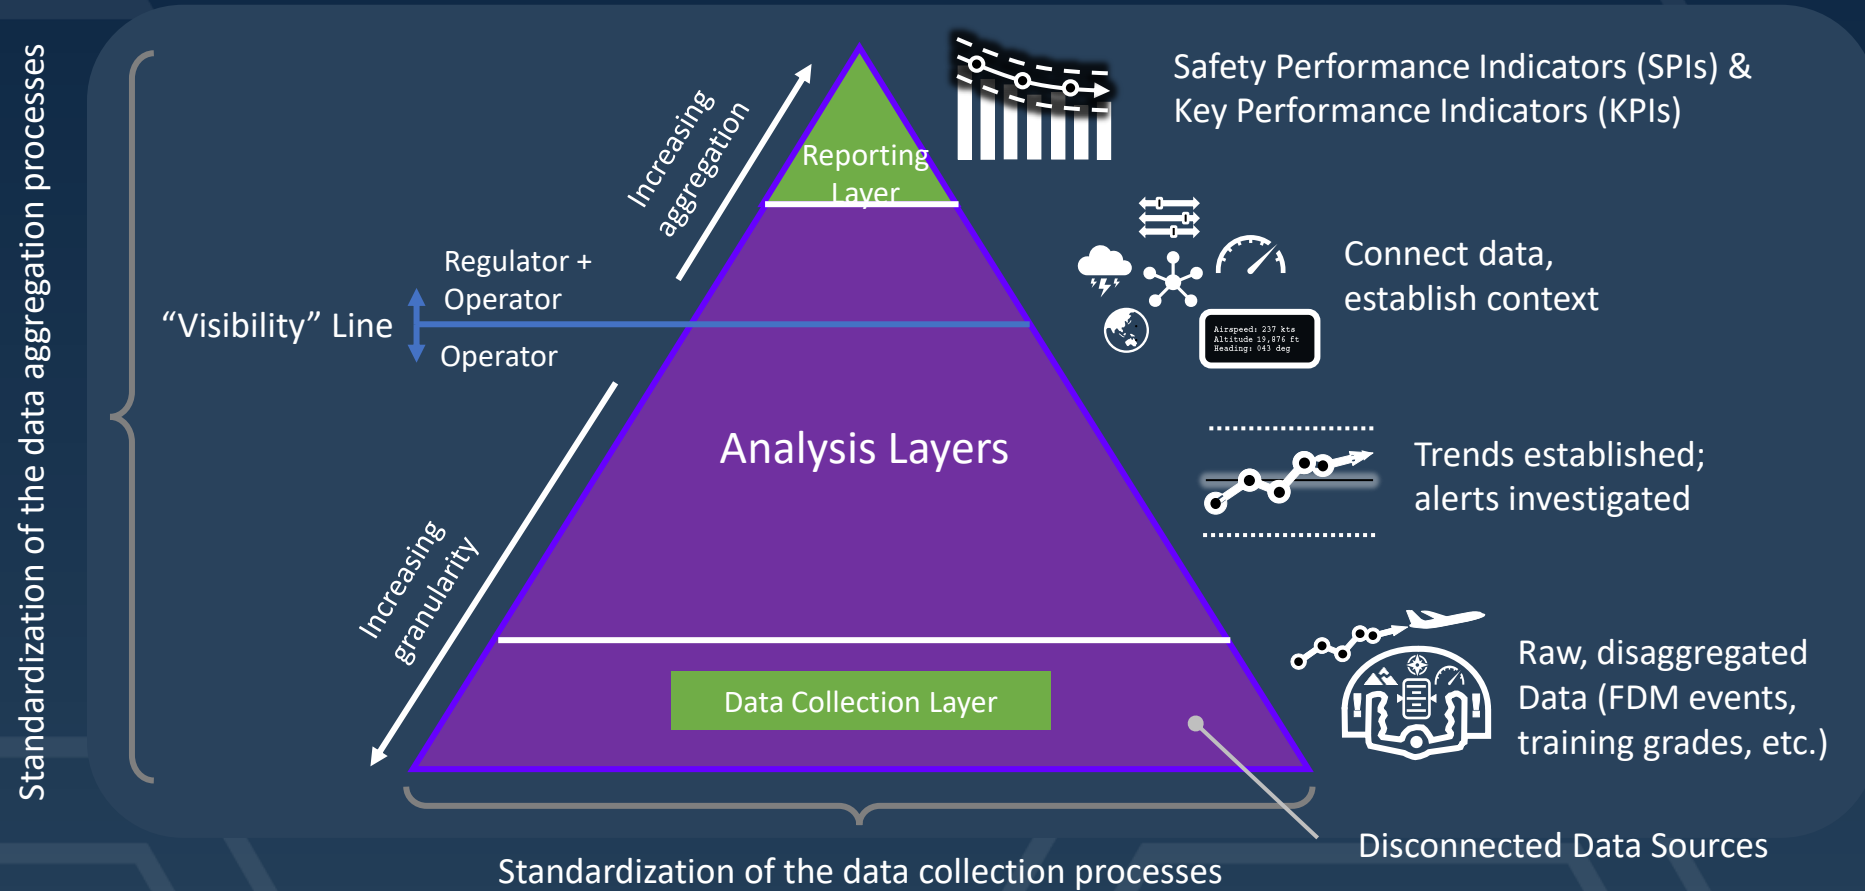 Standardization of the data aggregation processes
Increasing
aggregation
Reporting
Layer
Safety Performance Indicators (SPIs) &
Key Performance Indicators (KPIs)
Regulator +
Operator
"Visibility" Line
Operator
Connect data,
establish context
Airspeed: 237 kts
Altitude 19,876 ft
Heading: 043 deg
Analysis Layers
Trends established;
alerts investigated
Increasing
granularity
Data Collection Layer
Raw, disaggregated
Data (FDM events,
training grades, etc.)
Disconnected Data Sources
Standardization of the data collection processes